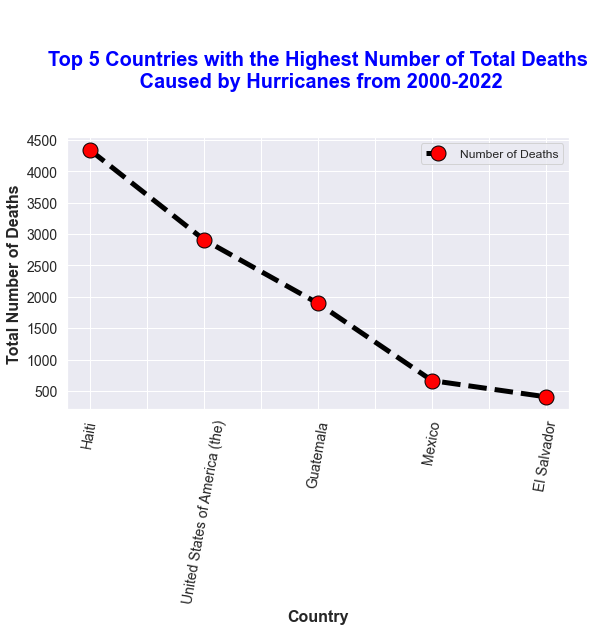 Top 5 Countries with the Highest Number of Total Deaths
Caused by Hurricanes from 2000-2022
Number of Deaths
Total Number of Deaths
4500
4000
3500
3000
2500
2000
1500
1000
500
Haiti
United States of America (the)
Guatemala
Mexico
El Salvador
Country